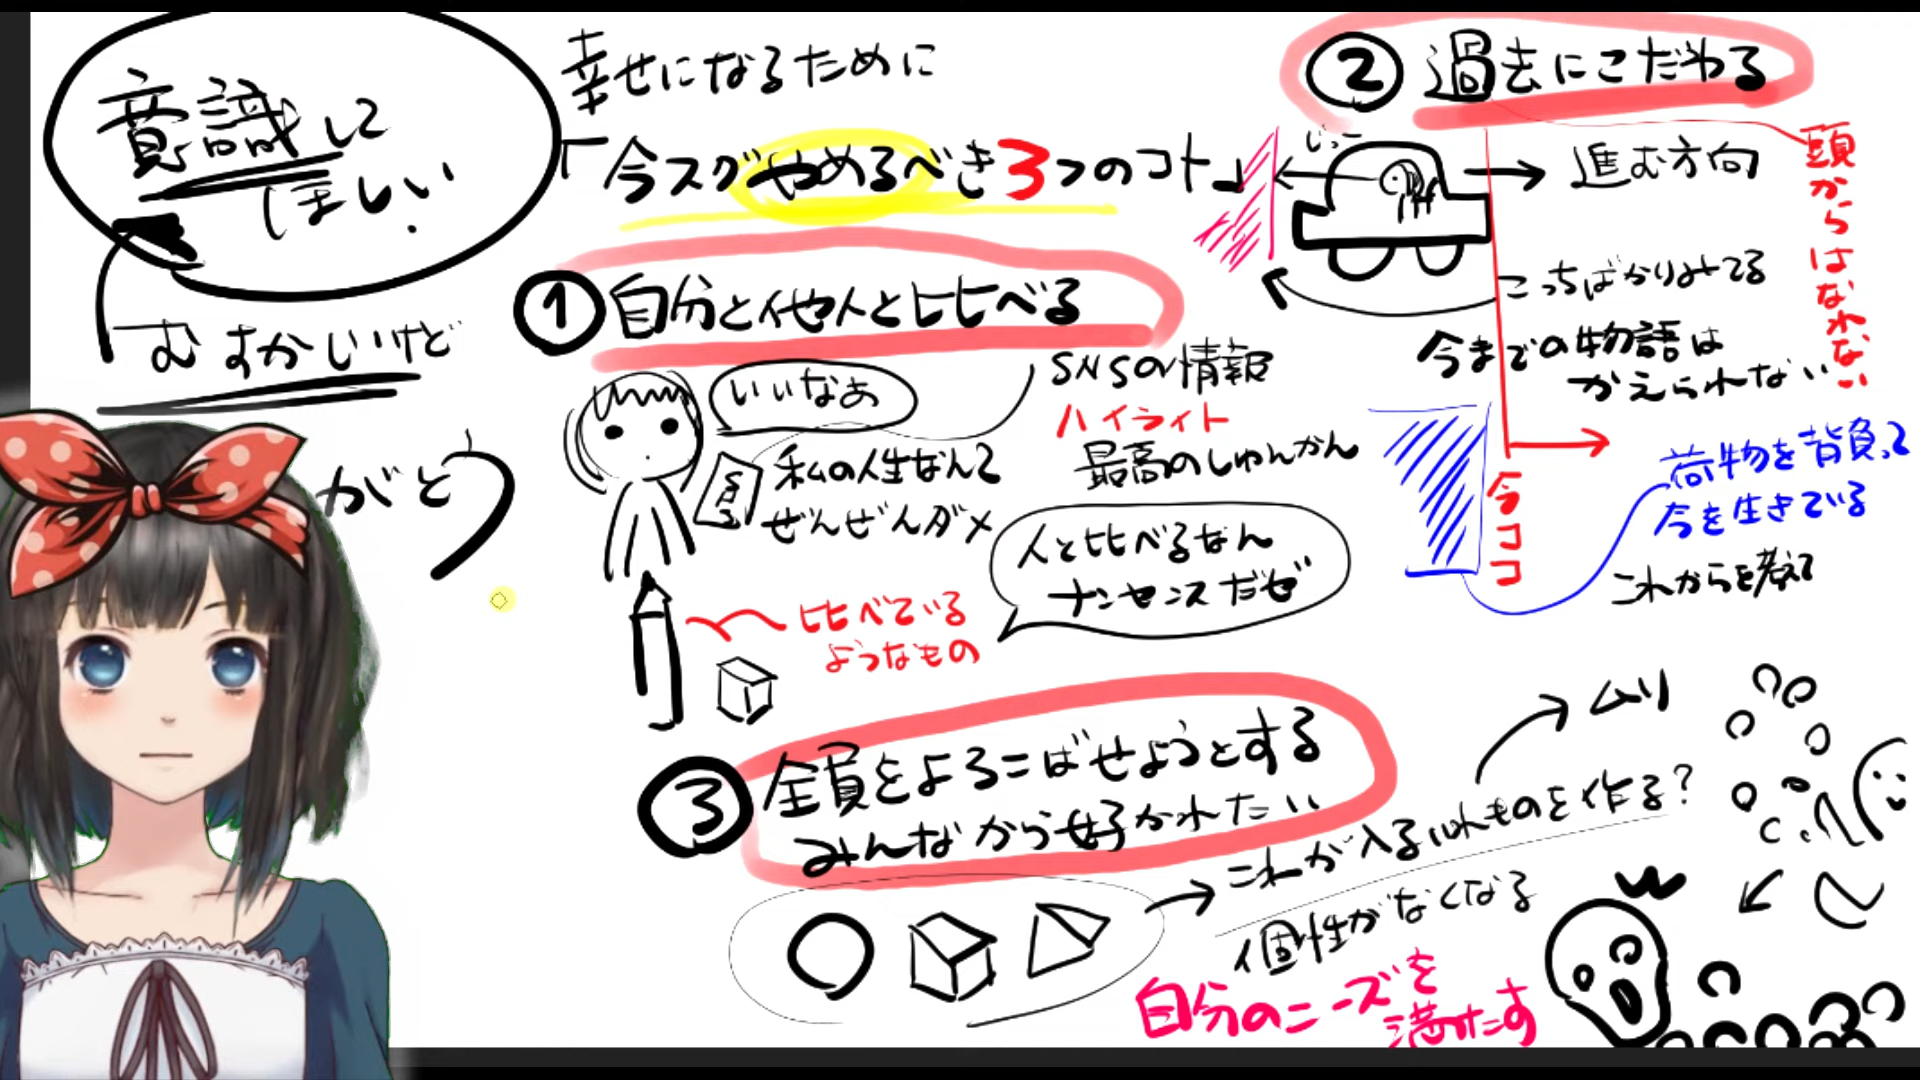 幸せになるために
「今スグやめるべき3つのコト」
意識して
ほしい
むずかしいけど
がとう
① 自分と他人と比べる
いいなぁ
SNS
私の人生なんて
ぜんぜんダメ
SNSの情報
ハイライト
最高のしゅんかん
人と比べるなん
ナンセンスだぜ
比べている
ようなもの
② 過去にこだわる
じっ
進む方向
頭からはなれない
こっちばかりみてる
今までの物語は
かえられない
今ココ
荷物を背負って
今を生きている
これからを考えて
③ 全員をよろこばせようとする
みんなから好かれたい
これが入る入れものを作る?
ムリ
個性がなくなる
自分のニーズを
満たす